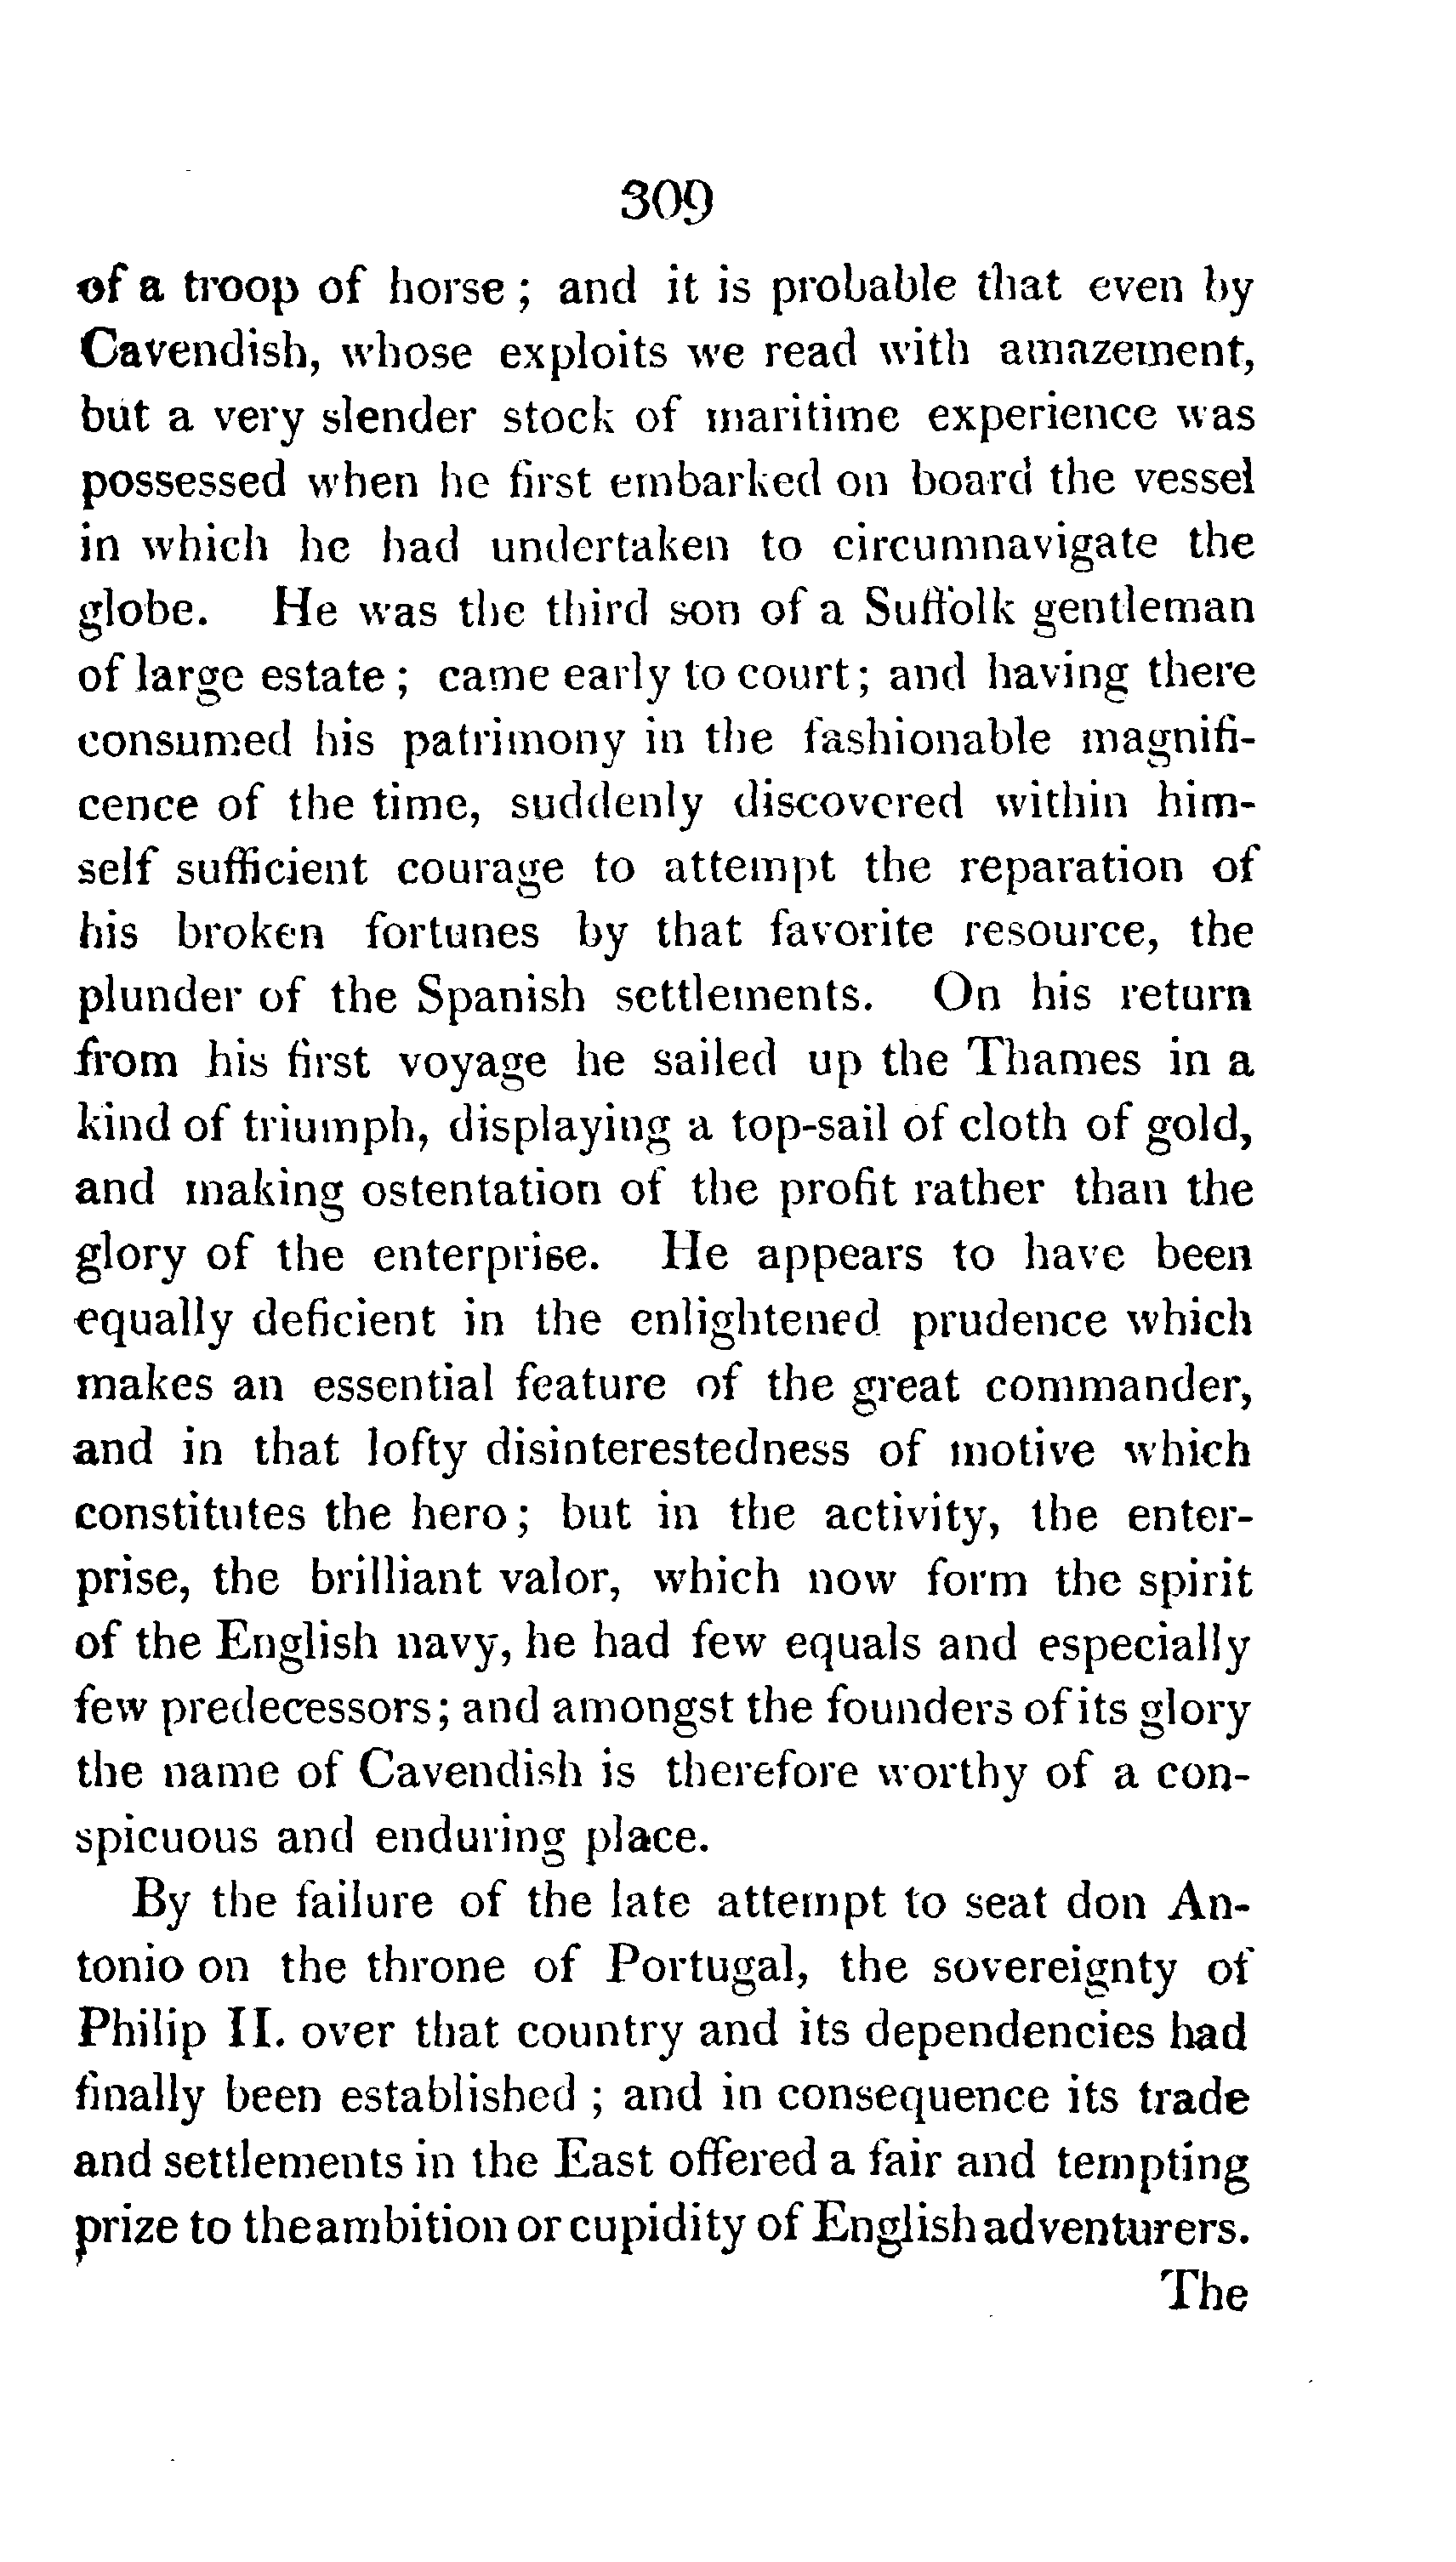 309
of a troop of horse ; and it is probable that even by
Cavendish, whose exploits we read with amazement,
but a very slender stock of maritime experience was
possessed when he first embarked on board the vessel
in which he had undertaken to circumnavigate the
globe. He was the third son of a Suffolk gentleman
of large estate ; came early to court ; and having there
consumed his patrimony in the fashionable magnifi-
cence of the time, suddenly discovered within him-
self sufficient courage to attempt the reparation of
his broken fortunes by that favorite resource, the
plunder of the Spanish settlements. On his return
from his first voyage he sailed up the Thames in a
kind of triumph, displaying a top-sail of cloth of gold,
and making ostentation of the profit rather than the
glory of the enterprise. He appears to have been
equally deficient in the enlightened prudence which
makes an essential feature of the great commander,
and in that lofty disinterestedness of motive which
constitutes the hero ; but in the activity, the enter-
prise, the brilliant valor, which now form the spirit
of the English navy, he had few equals and especially
few predecessors ; and amongst the founders of its glory
the name of Cavendish is therefore worthy of a con-
spicuous and enduring place.
By the failure of the late attempt to seat don An-
tonio on the throne of Portugal, the sovereignty of
Philip II. over that country and its dependencies had
finally been established ; and in consequence its trade
and settlements in the East offered a fair and tempting
prize to the ambition or cupidity of English adventurers.
The